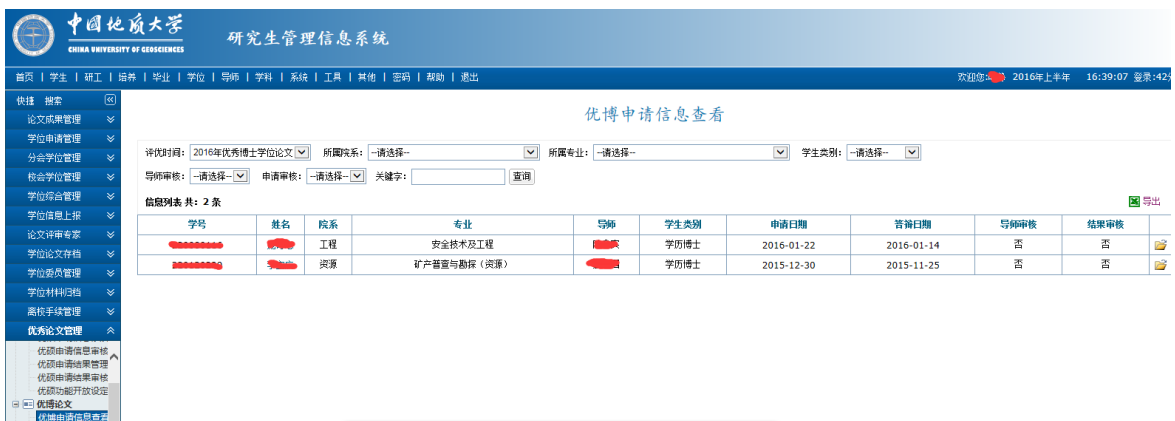 中国地质大学
CHINA UNIVERSITY OF GEOSCIENCES
研究生管理信息系统
首页 | 学生 | 研工 | 培养 | 毕业 | 学位 | 导师 | 学科 | 系统 | 工具 | 其他 | 密码 | 帮助 | 退出
欢迎您: 2016年上半年 16:39:07 登录:42分
快捷 搜索
论文成果管理
学位申请管理
分会学位管理
校会学位管理
学位综合管理
学位信息上报
论文评审专家
学位论文存档
学位委员管理
学位材料归档
离校手续管理
优秀论文管理
优硕申请信息审核
优硕申请结果管理
优硕申请结果审核
优硕功能开放设定
优博论文
优博申请信息查看
优博申请信息查看
评优时间: 2016年优秀博士学位论文 所属院系: --请选择-- 所属专业: --请选择-- 学生类别: --请选择--
导师审核: --请选择-- 申请审核: --请选择-- 关键字: 查询
信息列表 共: 2 条 导出
学号 姓名 院系 专业 导师 学生类别 申请日期 答辩日期 导师审核 结果审核
工程 安全技术及工程 学历博士 2016-01-22 2016-01-14 否 否
资源 矿产普查与勘探（资源） 学历博士 2015-12-30 2015-11-25 否 否